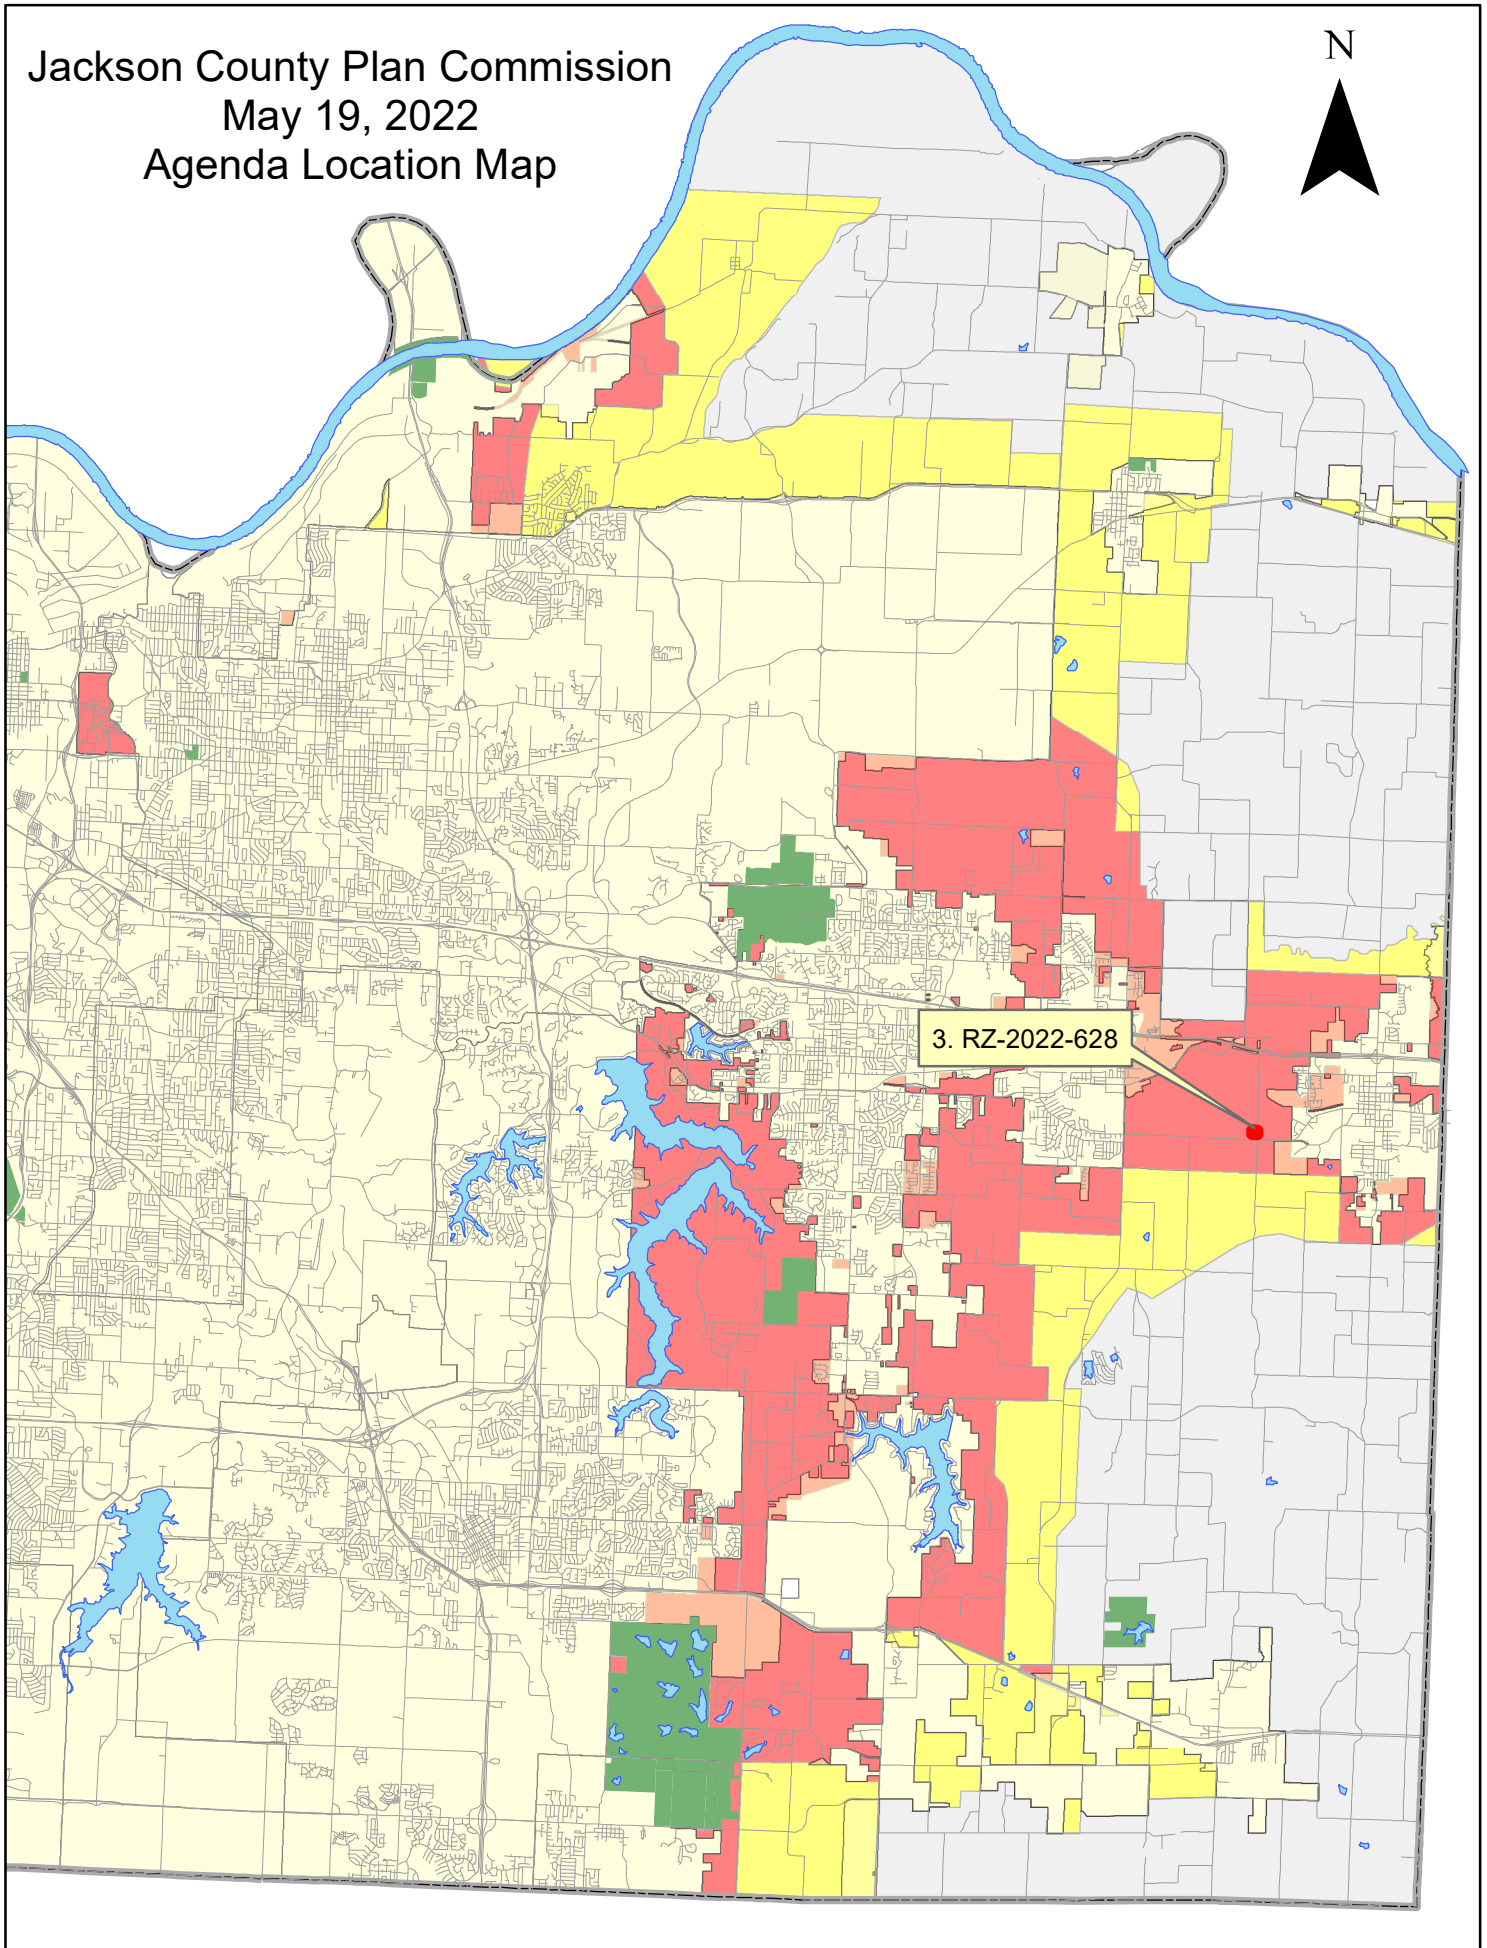 Jackson County Plan Commission
May 19, 2022
Agenda Location Map
N
3. RZ-2022-628